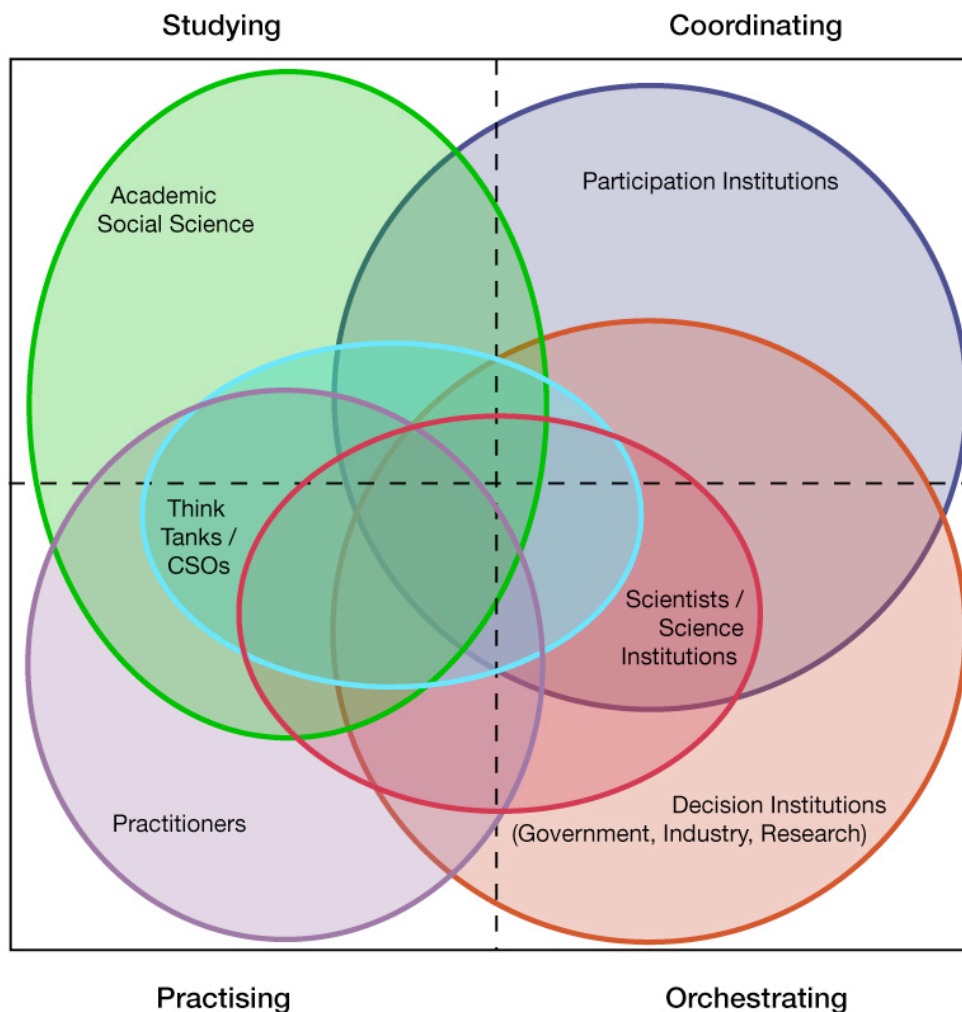 Studying
Coordinating
Academic
Social Science
Participation Institutions
Think
Tanks /
CSOs
Scientists /
Science
Institutions
Practitioners
Decision Institutions
(Government, Industry, Research)
Practising
Orchestrating